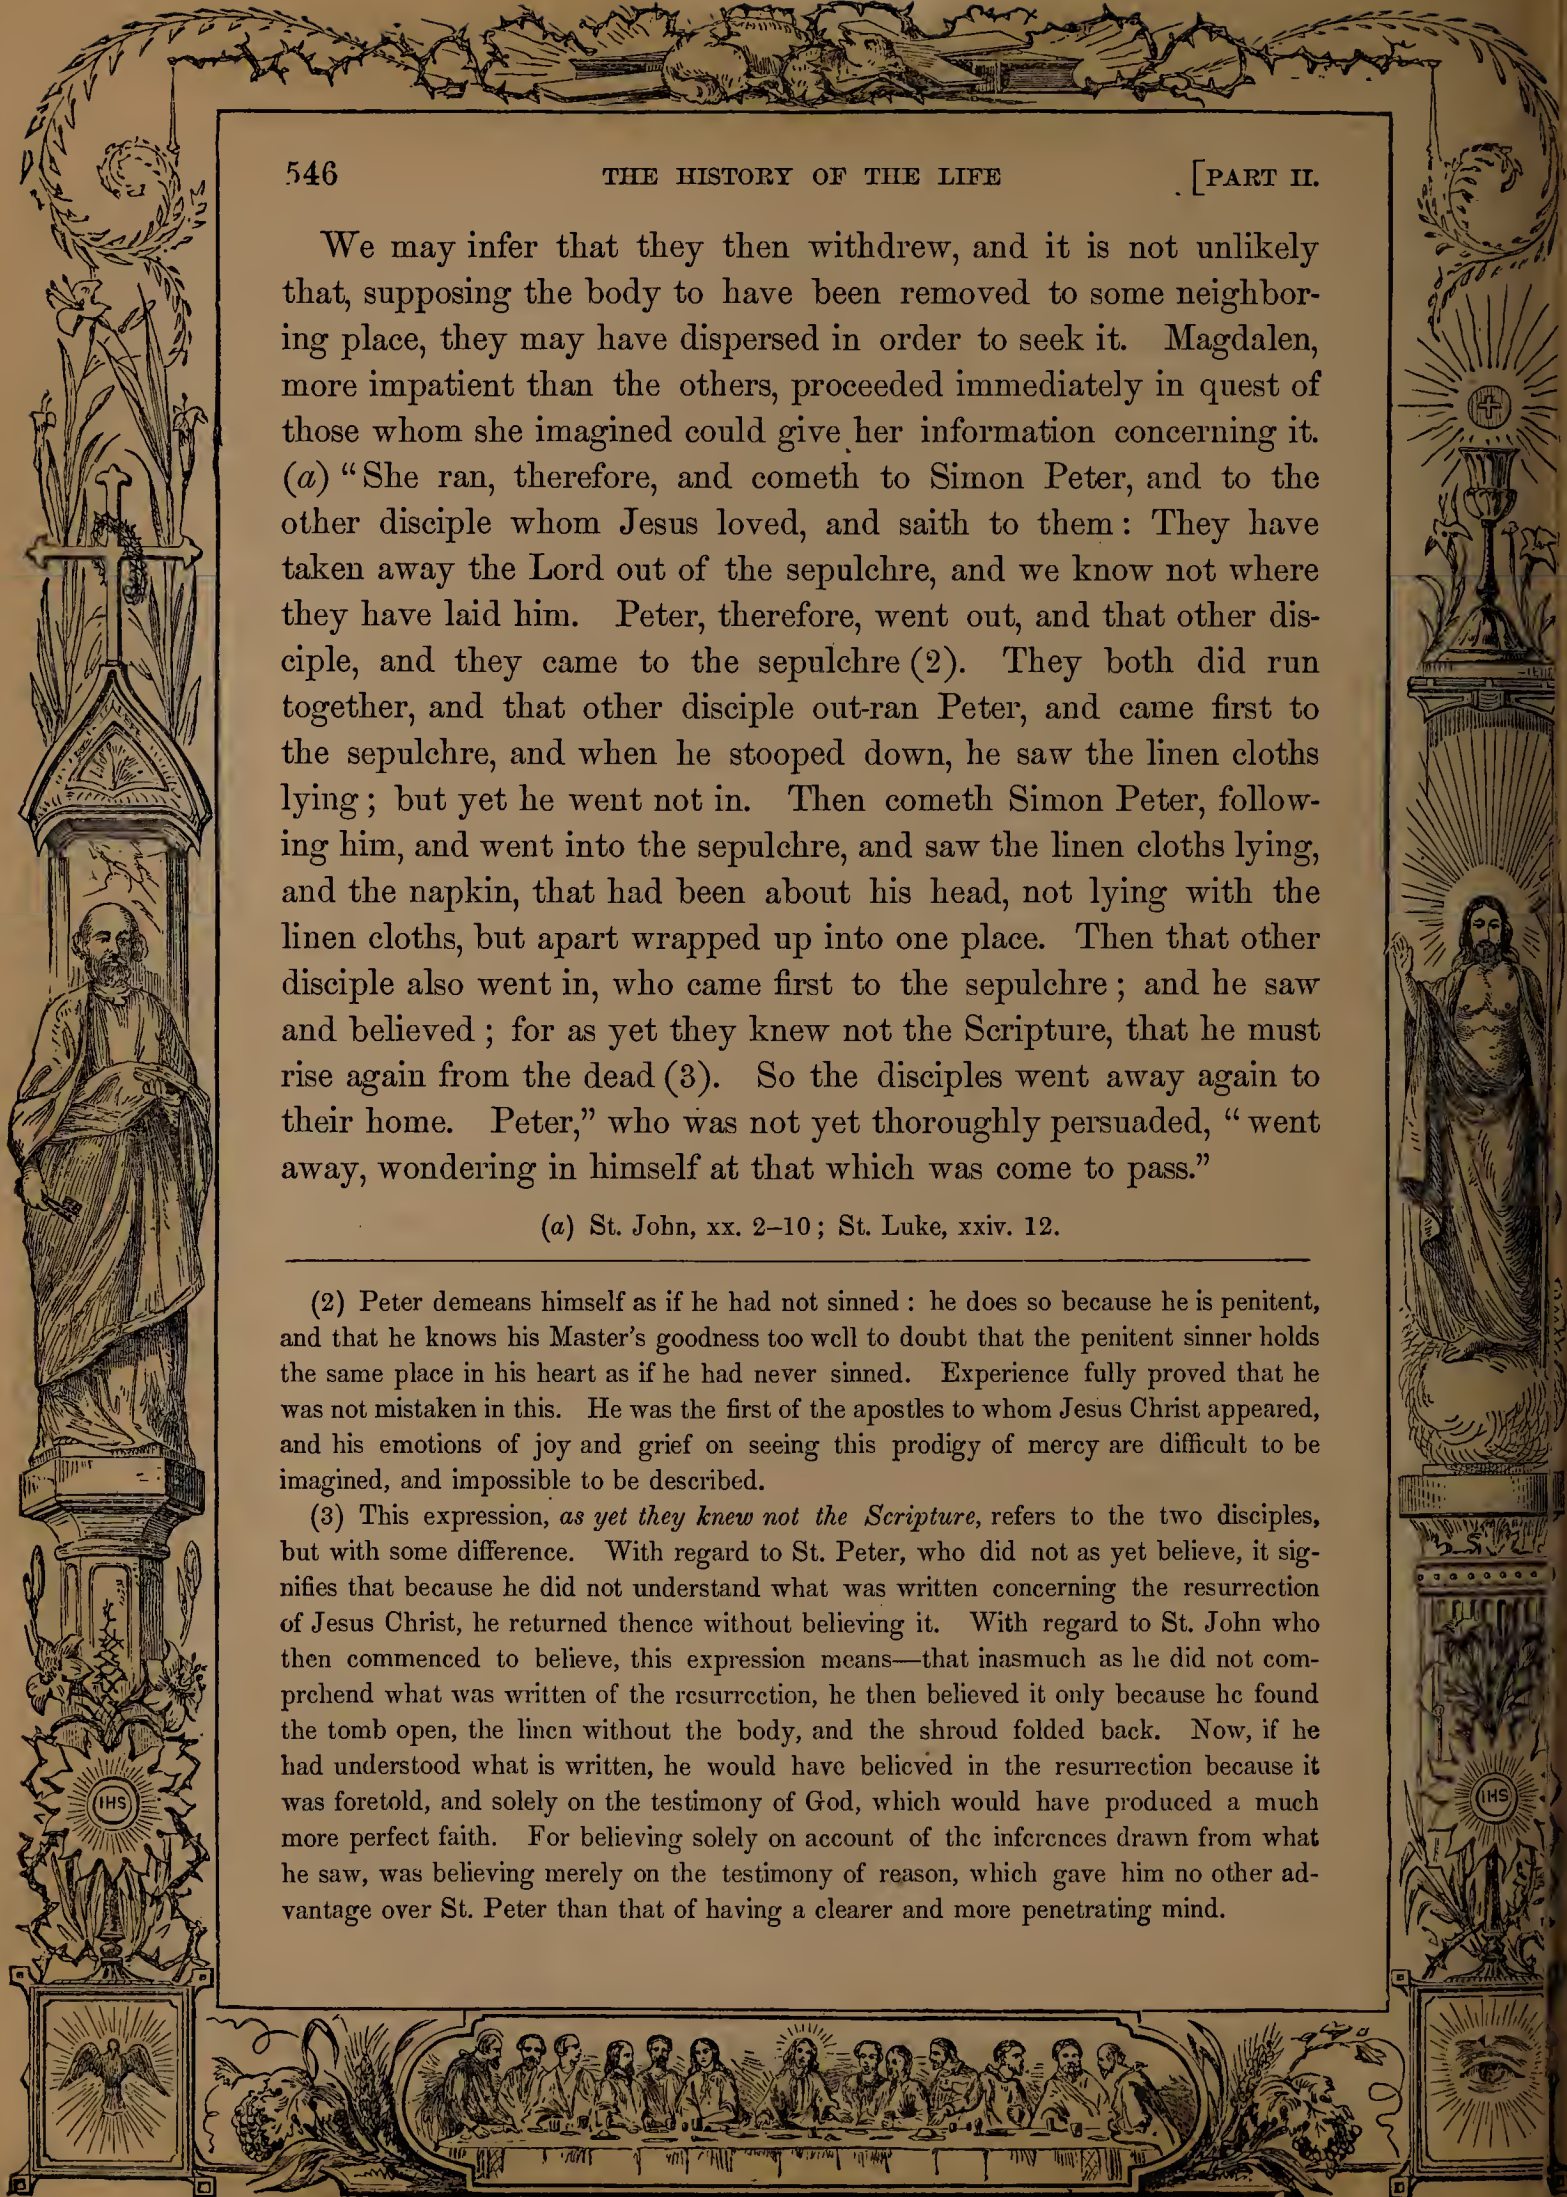 546 THE HISTORY OF THE LIFE [PART II.
We may infer that they then withdrew, and it is not unlikely
that, supposing the body to have been removed to some neighbor-
ing place, they may have dispersed in order to seek it. Magdalen,
more impatient than the others, proceeded immediately in quest of
those whom she imagined could give her information concerning it.
(a) “She ran, therefore, and cometh to Simon Peter, and to the
other disciple whom Jesus loved, and saith to them: They have
taken away the Lord out of the sepulchre, and we know not where
they have laid him. Peter, therefore, went out, and that other dis-
ciple, and they came to the sepulchre (2). They both did run
together, and that other disciple out-ran Peter, and came first to
the sepulchre, and when he stooped down, he saw the linen cloths
lying; but yet he went not in. Then cometh Simon Peter, follow-
ing him, and went into the sepulchre, and saw the linen cloths lying,
and the napkin, that had been about his head, not lying with the
linen cloths, but apart wrapped up into one place. Then that other
disciple also went in, who came first to the sepulchre; and he saw
and believed; for as yet they knew not the Scripture, that he must
rise again from the dead (3). So the disciples went away again to
their home. Peter,” who was not yet thoroughly persuaded, “went
away, wondering in himself at that which was come to pass.”
(a) St. John, xx. 2–10; St. Luke, xxiv. 12.
(2) Peter demeans himself as if he had not sinned: he does so because he is penitent,
and that he knows his Master’s goodness too well to doubt that the penitent sinner holds
the same place in his heart as if he had never sinned. Experience fully proved that he
was not mistaken in this. He was the first of the apostles to whom Jesus Christ appeared,
and his emotions of joy and grief on seeing this prodigy of mercy are difficult to be
imagined, and impossible to be described.
(3) This expression, as yet they knew not the Scripture, refers to the two disciples,
but with some difference. With regard to St. Peter, who did not as yet believe, it sig-
nifies that because he did not understand what was written concerning the resurrection
of Jesus Christ, he returned thence without believing it. With regard to St. John who
then commenced to believe, this expression means—that inasmuch as he did not com-
prehend what was written of the resurrection, he then believed it only because he found
the tomb open, the linen without the body, and the shroud folded back. Now, if he
had understood what is written, he would have believed in the resurrection because it
was foretold, and solely on the testimony of God, which would have produced a much
more perfect faith. For believing solely on account of the inferences drawn from what
he saw, was believing merely on the testimony of reason, which gave him no other ad-
vantage over St. Peter than that of having a clearer and more penetrating mind.
IHS
IHS